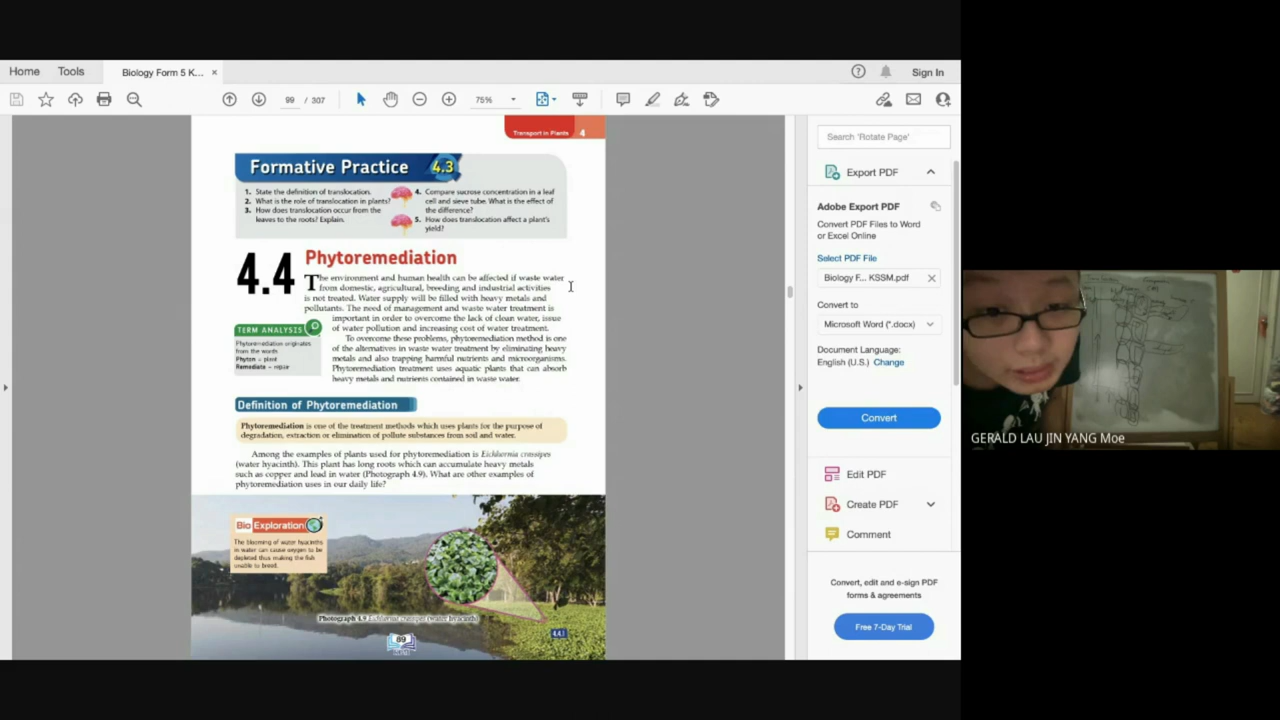 Home
Tools
Biology Form 5 K... ×
Sign In
99 / 307
75%
Transport in Plants 4
Formative Practice 4.3
1. State the definition of translocation.
2. What is the role of translocation in plants?
3. How does translocation occur from the
leaves to the roots? Explain.
4. Compare sucrose concentration in a leaf
cell and sieve tube. What is the effect of
the difference?
5. How does translocation affect a plant's
yield?
4.4 Phytoremediation
The environment and human health can be affected if waste water
from domestic, agricultural, breeding and industrial activities
is not treated. Water supply will be filled with heavy metals and
pollutants. The need of management and waste water treatment is
important in order to overcome the lack of clean water, issue
of water pollution and increasing cost of water treatment.
To overcome these problems, phytoremediation method is one
of the alternatives in waste water treatment by eliminating heavy
metals and also trapping harmful nutrients and microorganisms.
Phytoremediation treatment uses aquatic plants that can absorb
heavy metals and nutrients contained in waste water.
TERM ANALYSIS
Phytoremediation originates
from the words
Phyton = plant
Remediate = repair
Definition of Phytoremediation
Phytoremediation is one of the treatment methods which uses plants for the purpose of
degradation, extraction or elimination of pollute substances from soil and water.
Among the examples of plants used for phytoremediation is Eichhornia crassipes
(water hyacinth). This plant has long roots which can accumulate heavy metals
such as copper and lead in water (Photograph 4.9). What are other examples of
phytoremediation uses in our daily life?
Bio Exploration
The blooming of water hyacinths
in water can cause oxygen to be
depleted thus making the fish
unable to breed.
Photograph 4.9 Eichhornia crassipes (water hyacinth)
89
4.4.1
Search 'Rotate Page'
Export PDF
Adobe Export PDF
Convert PDF Files to Word
or Excel Online
Select PDF File
Biology F... KSSM.pdf
Convert to
Microsoft Word (*.docx)
Document Language:
English (U.S.) Change
Convert
Edit PDF
Create PDF
Comment
Convert, edit and e-sign PDF
forms & agreements
Free 7-Day Trial
GERALD LAU JIN YANG Moe